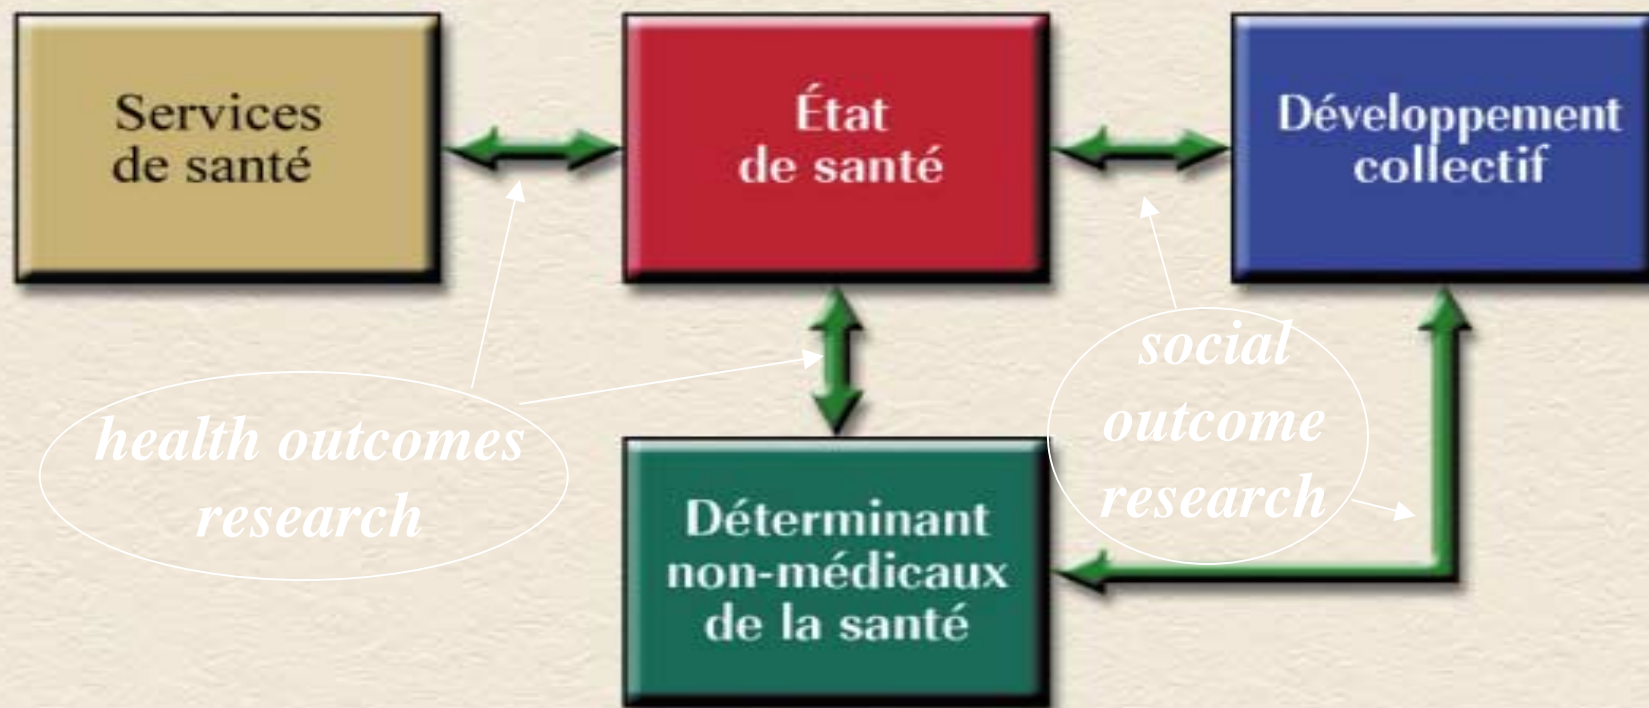 Services
de santé
État
de santé
Développement
collectif
health outcomes
research
social
outcome
research
Déterminant
non-médicaux
de la santé